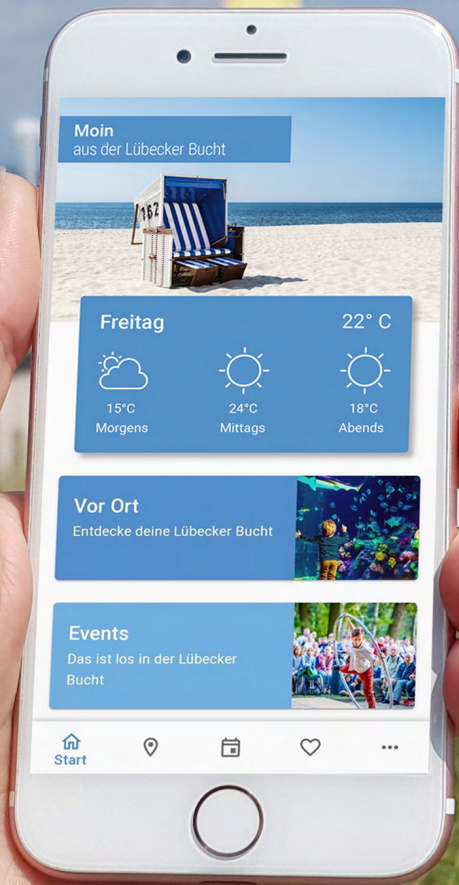 Moin
aus der Lübecker Bucht
162
Freitag
22° C
15°C
24°C
18°C
Morgens
Mittags
Abends
Vor Ort
Entdecke deine Lübecker Bucht
Events
Das ist los in der Lübecker
Bucht
Start